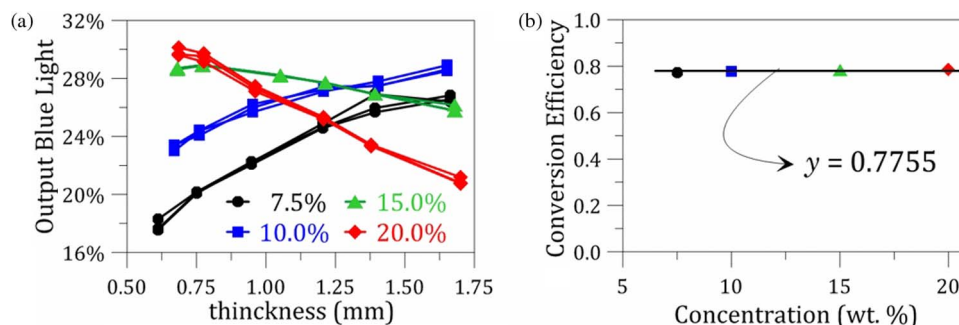 (a)
32%
28%
24%
20%
16%
Output Blue Light
7.5%
15.0%
10.0%
20.0%
0.50 0.75 1.00 1.25 1.50 1.75
thinckness (mm)
(b)
1.0
0.8
0.6
0.4
0.2
0.0
Conversion Efficiency
y = 0.7755
5 10 15 20
Concentration (wt. %)